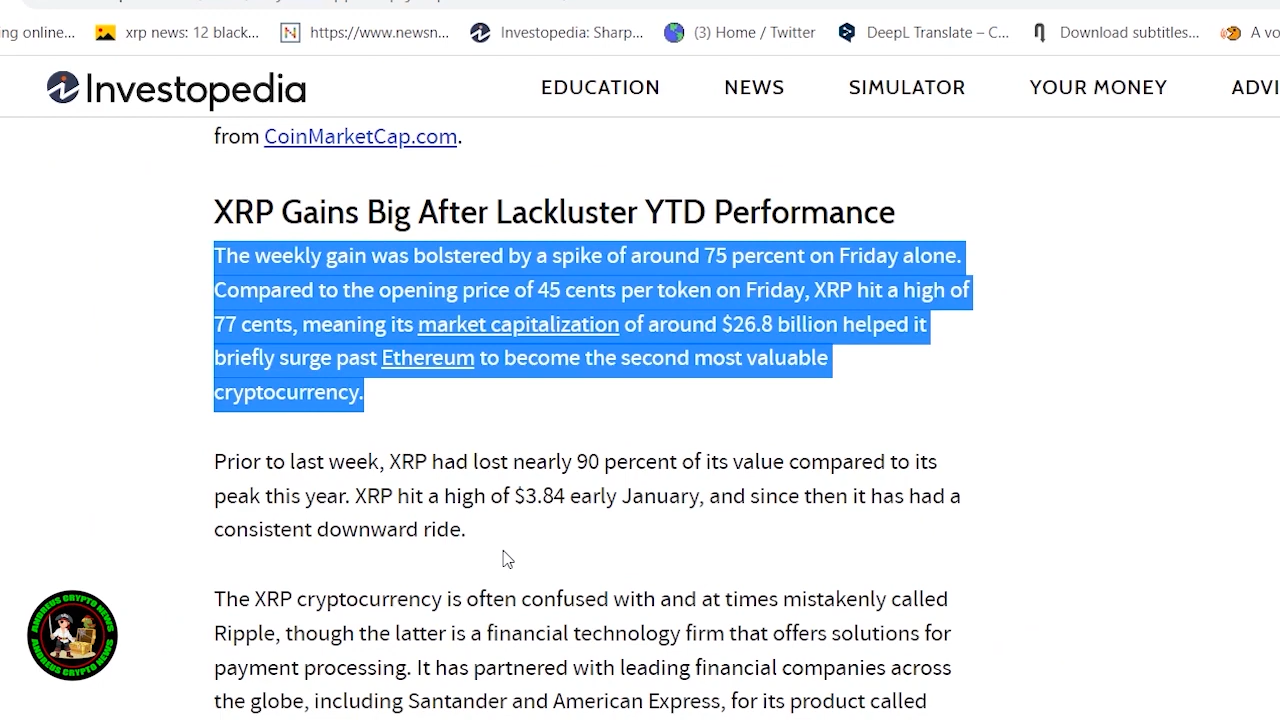 ng online... xrp news: 12 black... https://www.newsn... Investopedia: Sharp... (3) Home / Twitter DeepL Translate – C... Download subtitles... A vo
Investopedia EDUCATION NEWS SIMULATOR YOUR MONEY ADVI
from CoinMarketCap.com.
XRP Gains Big After Lackluster YTD Performance
The weekly gain was bolstered by a spike of around 75 percent on Friday alone.
Compared to the opening price of 45 cents per token on Friday, XRP hit a high of
77 cents, meaning its market capitalization of around $26.8 billion helped it
briefly surge past Ethereum to become the second most valuable
cryptocurrency.
Prior to last week, XRP had lost nearly 90 percent of its value compared to its
peak this year. XRP hit a high of $3.84 early January, and since then it has had a
consistent downward ride.
The XRP cryptocurrency is often confused with and at times mistakenly called
Ripple, though the latter is a financial technology firm that offers solutions for
payment processing. It has partnered with leading financial companies across
the globe, including Santander and American Express, for its product called
ANDREUS CRYPTO NEWS
ANDREUS CRYPTO NEWS